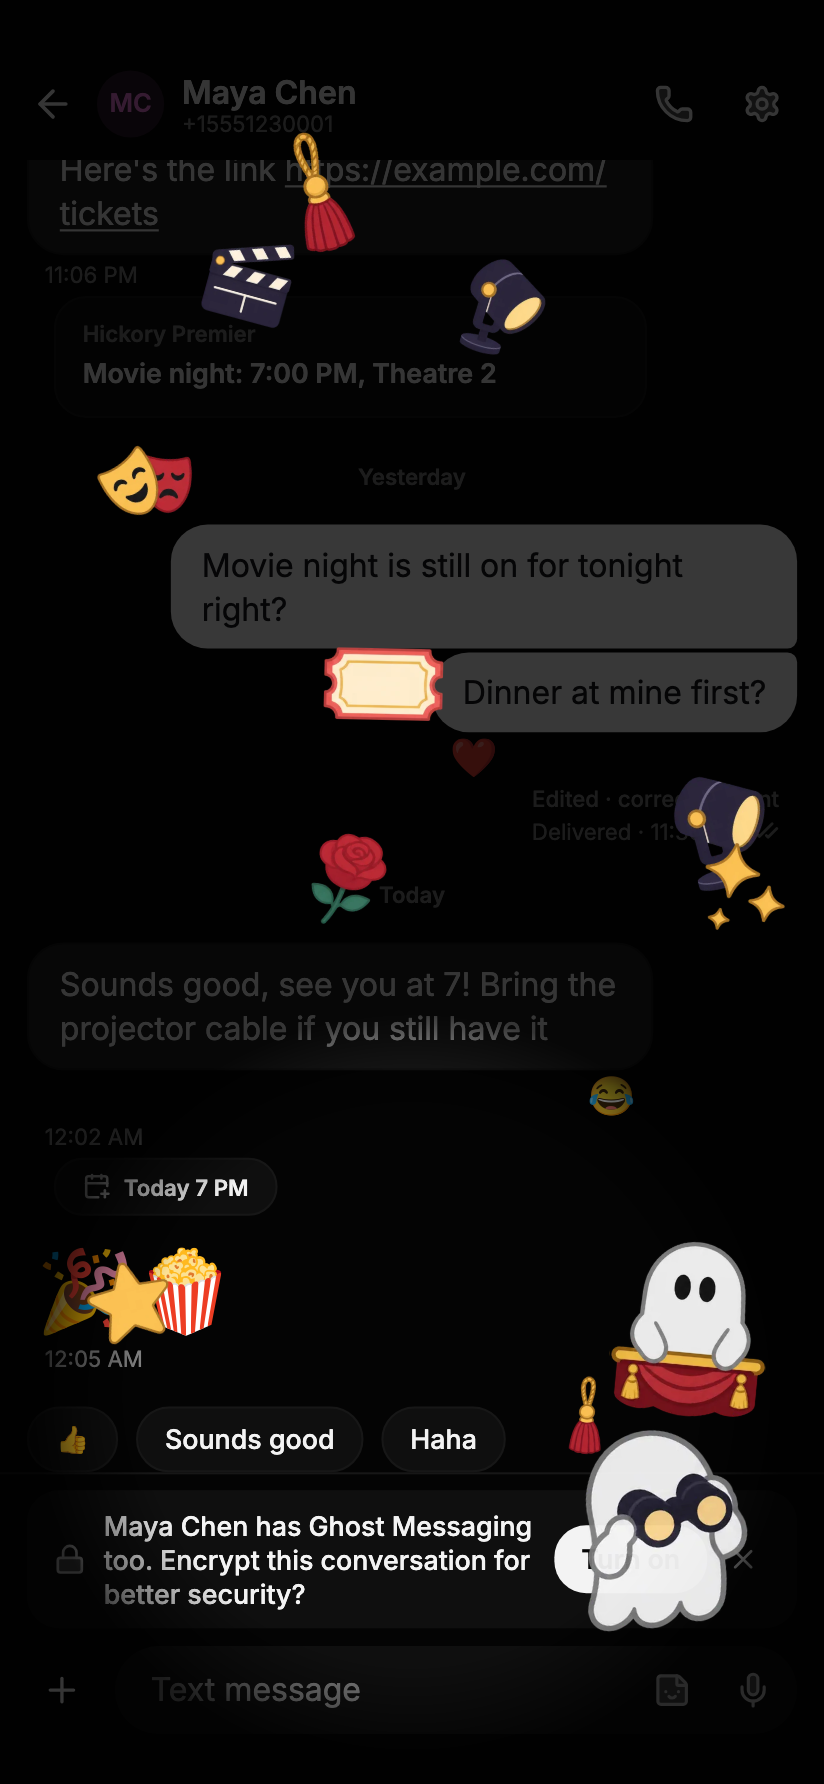 MC
Maya Chen
+15551230001
Here's the link https://example.com/
tickets
11:06 PM
Hickory Premier
Movie night: 7:00 PM, Theatre 2
Yesterday
Movie night is still on for tonight
right?
Dinner at mine first?
Edited ·
Delivered ·
Today
Sounds good, see you at 7! Bring the
projector cable if you still have it
12:02 AM
Today 7 PM
12:05 AM
Sounds good
Haha
Maya Chen has Ghost Messaging
too. Encrypt this conversation for
better security?
Turn on
Text message